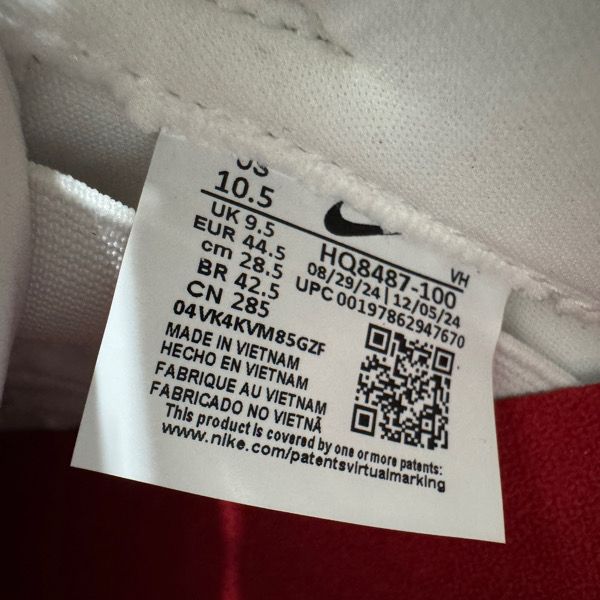 US
10.5
UK 9.5
EUR 44.5
cm 28.5
BR 42.5
CN 285
VH
HQ8487-100
08/29/24 | 12/05/24
UPC 00197862947670
04VK4KVM85GZF
MADE IN VIETNAM
HECHO EN VIETNAM
FABRIQUE AU VIETNAM
FABRICADO NO VIETNÃ
This product is covered by one or more patents:
www.nike.com/patentsvirtualmarking